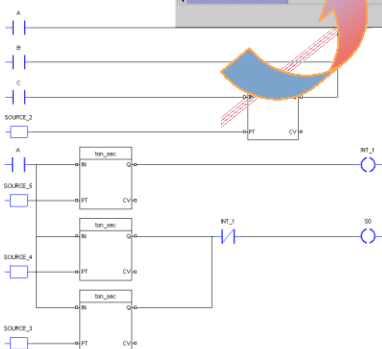 A
B
C
IN
SOURCE_2
PT CV
A
ton_sec
IN Q
INT_1
SOURCE_5
PT CV
ton_sec
IN Q
INT_1
S0
SOURCE_4
PT CV
ton_sec
IN Q
SOURCE_3
PT CV